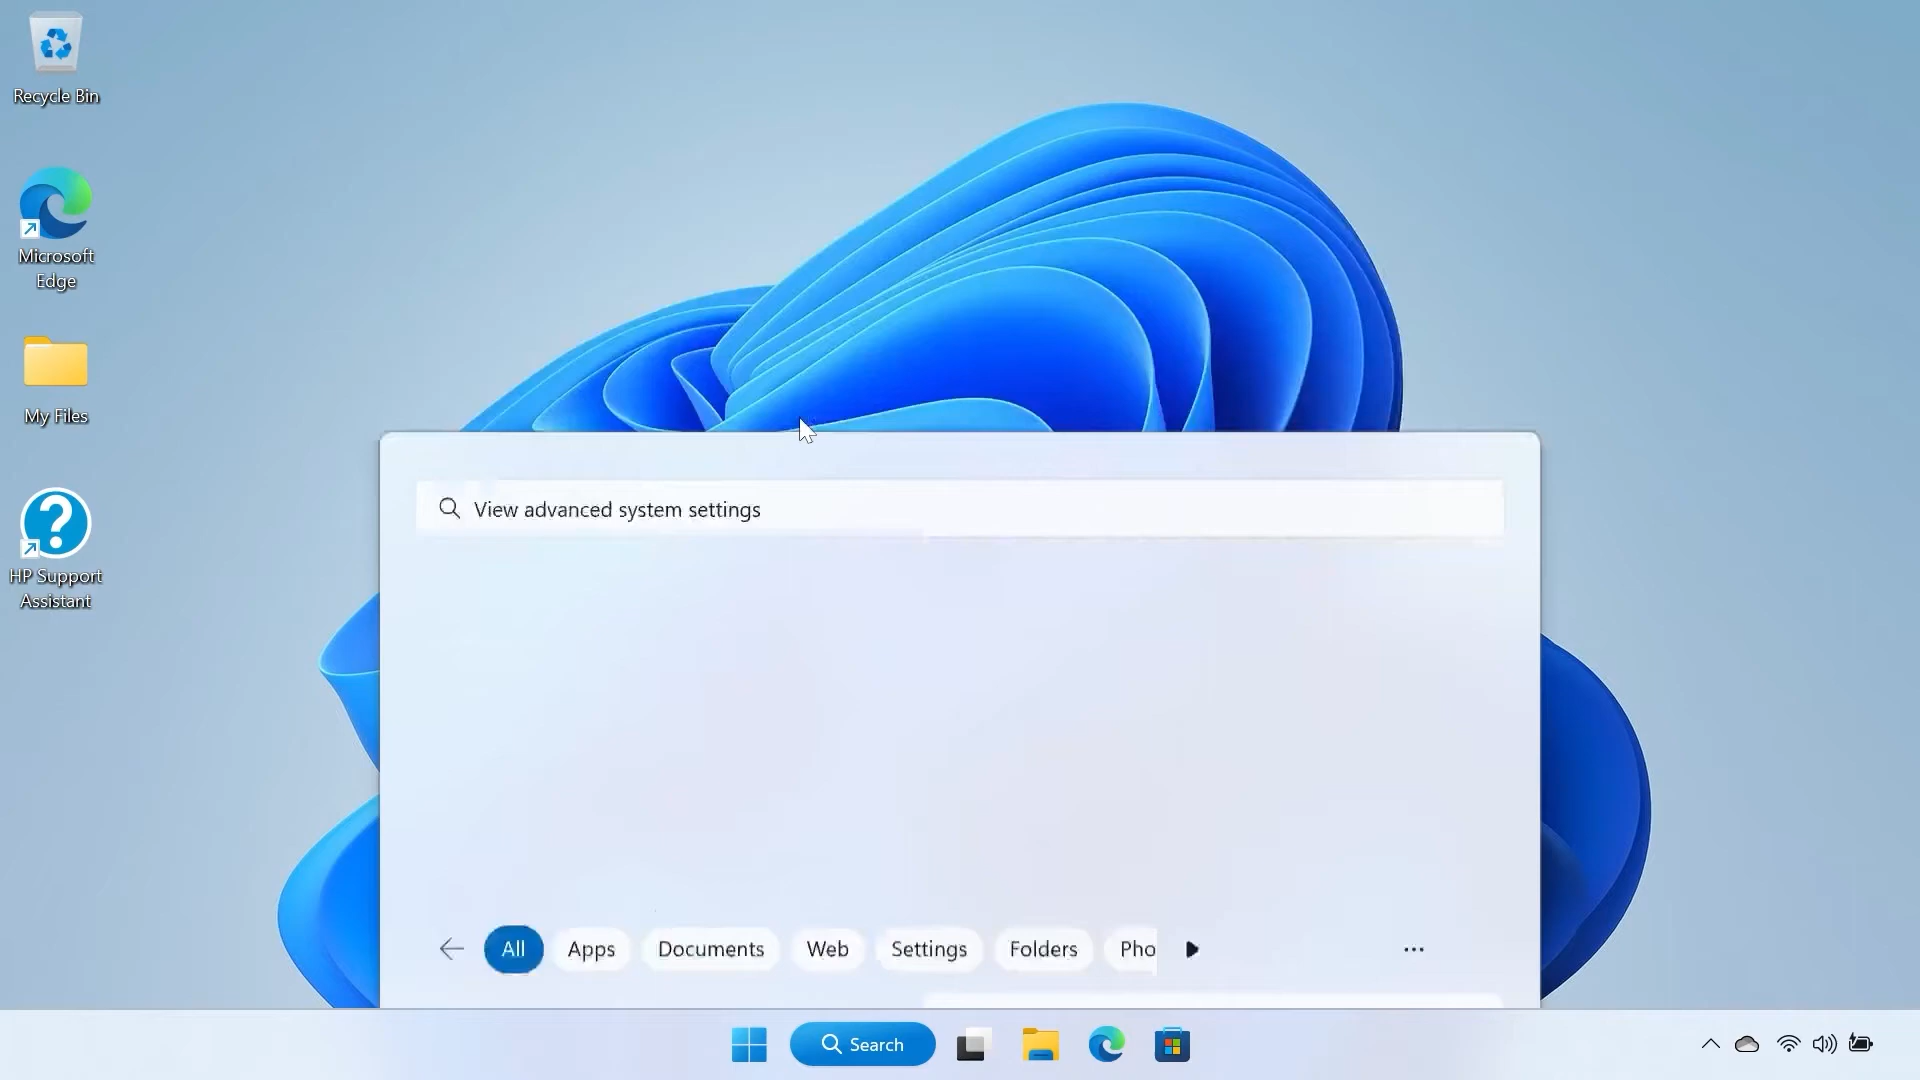 Recycle Bin
Microsoft
Edge
My Files
HP Support
Assistant
View advanced system settings
All Apps Documents Web Settings Folders Pho
Search